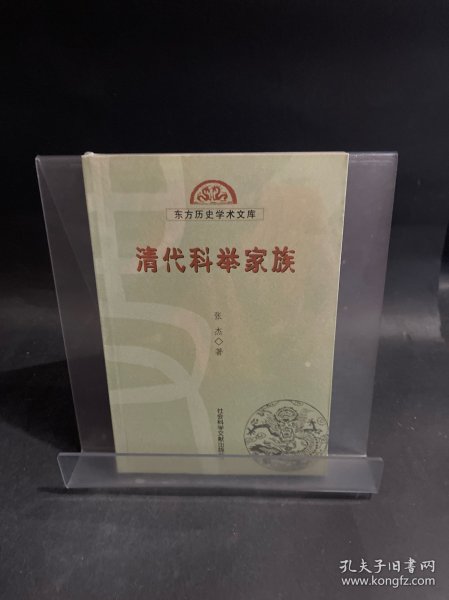 东方历史学术文库
清代科举家族
张杰◇著
社会科学文献出版
孔夫子旧书网
www.kongfz.com